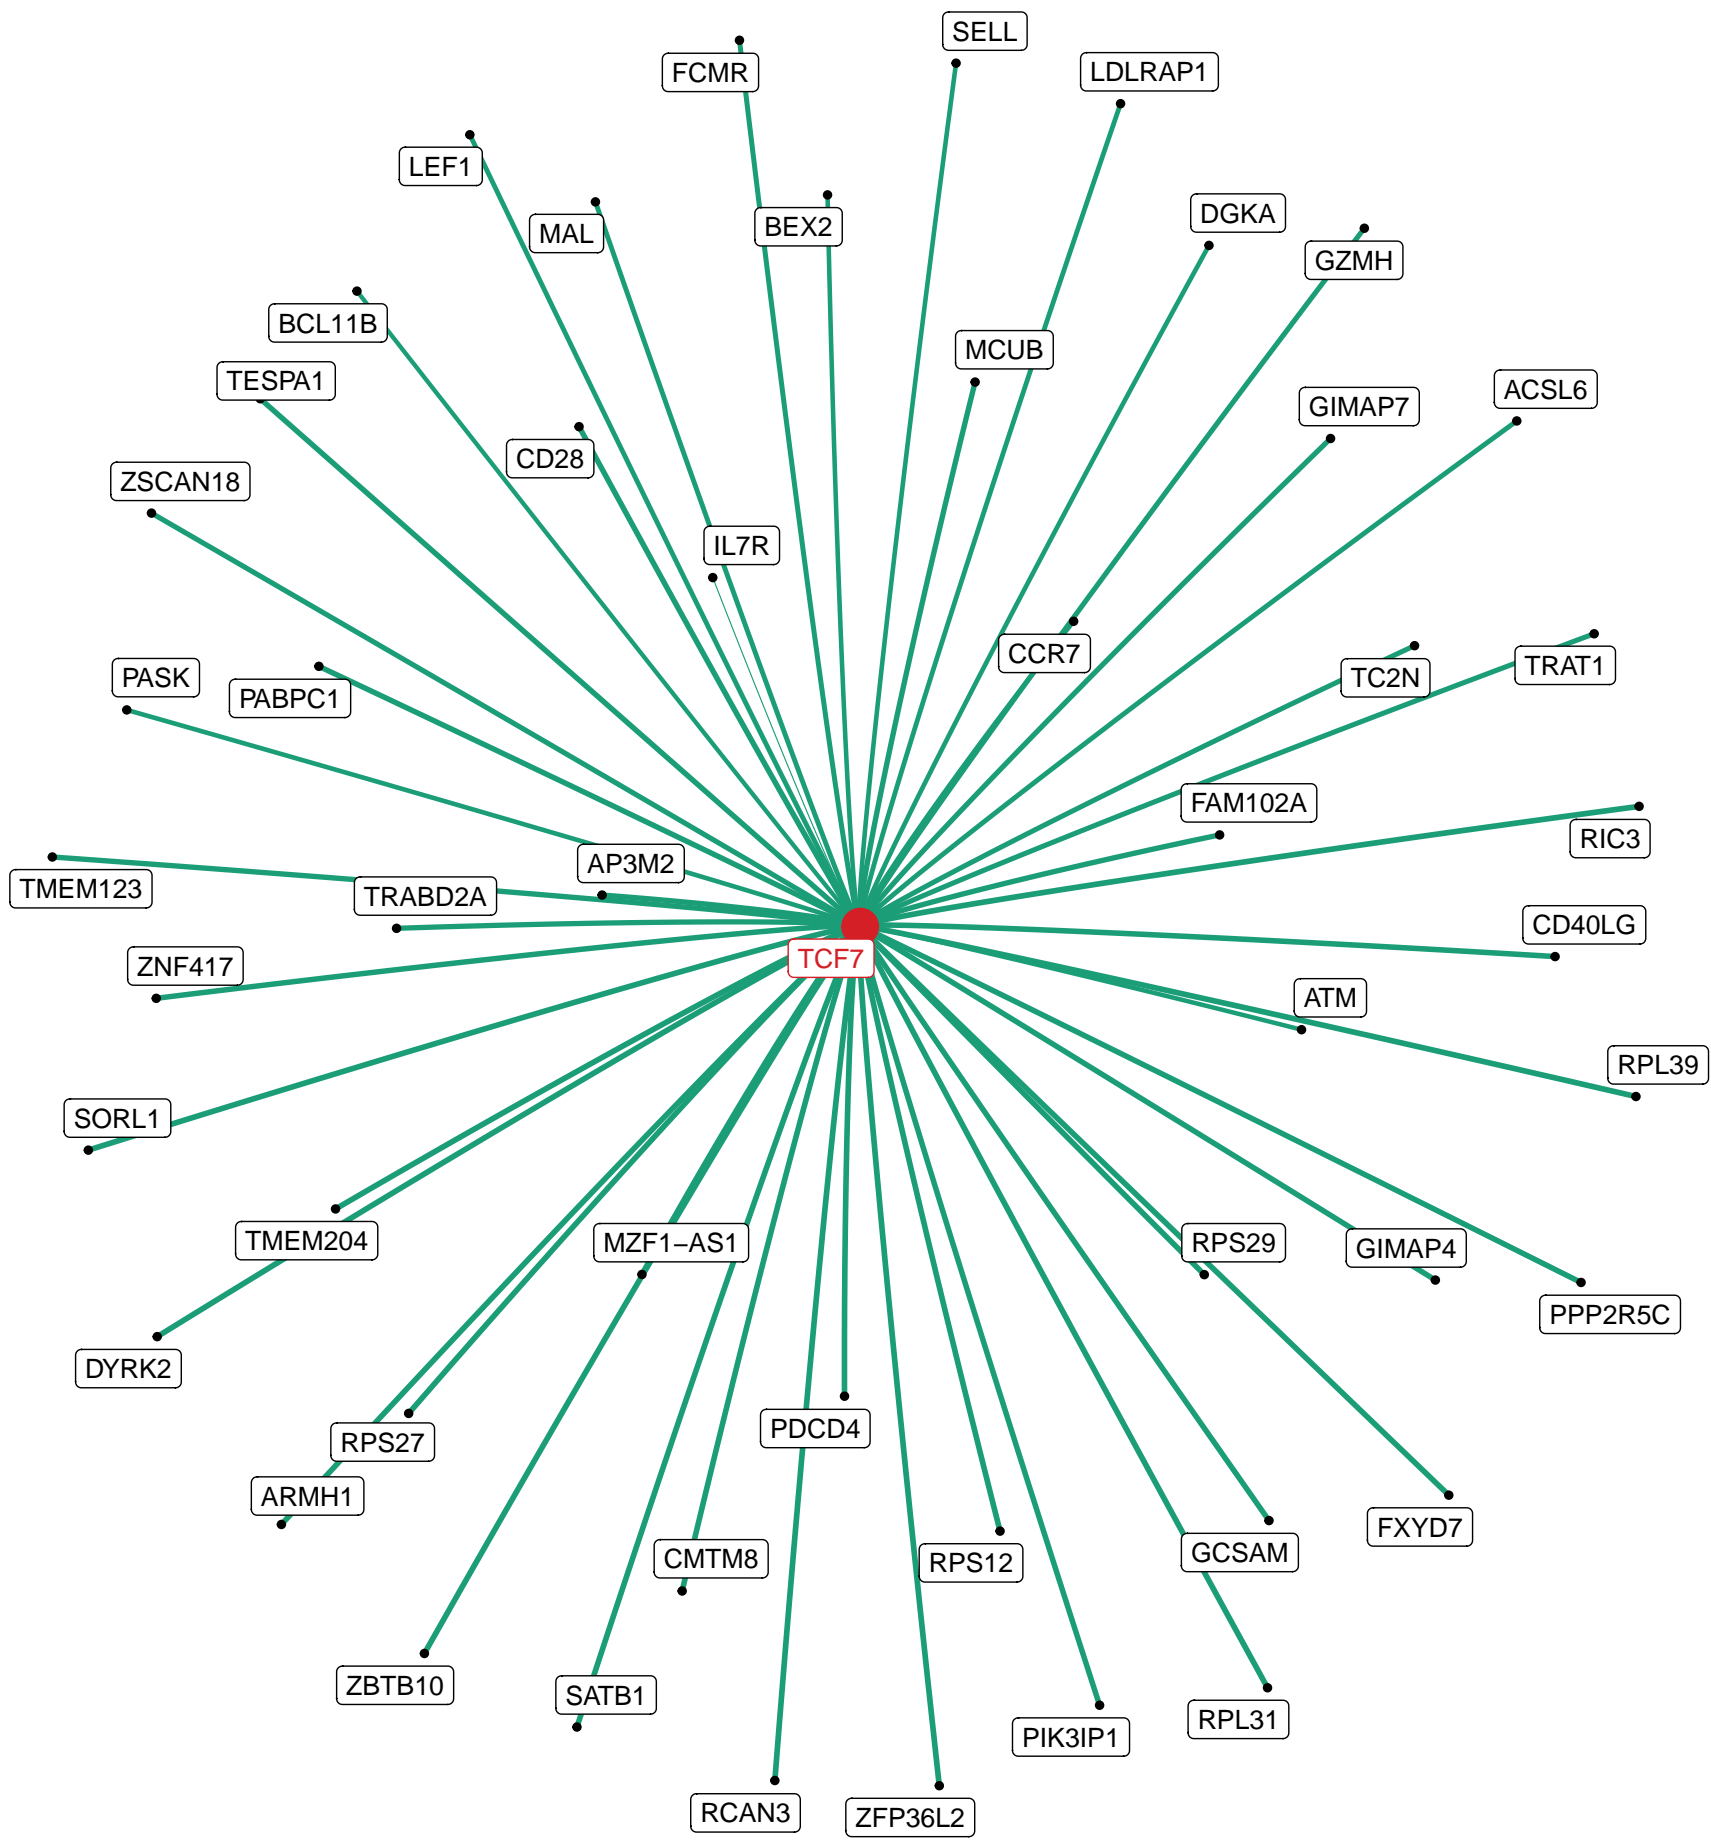 SELL
FCMR
LDLRAP1
LEF1
MAL
BEX2
DGKA
GZMH
BCL11B
MCUB
TESPA1
ACSL6
GIMAP7
CD28
ZSCAN18
IL7R
CCR7
TRAT1
PASK
TC2N
PABPC1
FAM102A
RIC3
AP3M2
TMEM123
TRABD2A
CD40LG
TCF7
ZNF417
ATM
RPL39
SORL1
TMEM204
MZF1−AS1
RPS29
GIMAP4
PPP2R5C
DYRK2
PDCD4
RPS27
ARMH1
FXYD7
GCSAM
CMTM8
RPS12
ZBTB10
SATB1
RPL31
PIK3IP1
RCAN3
ZFP36L2